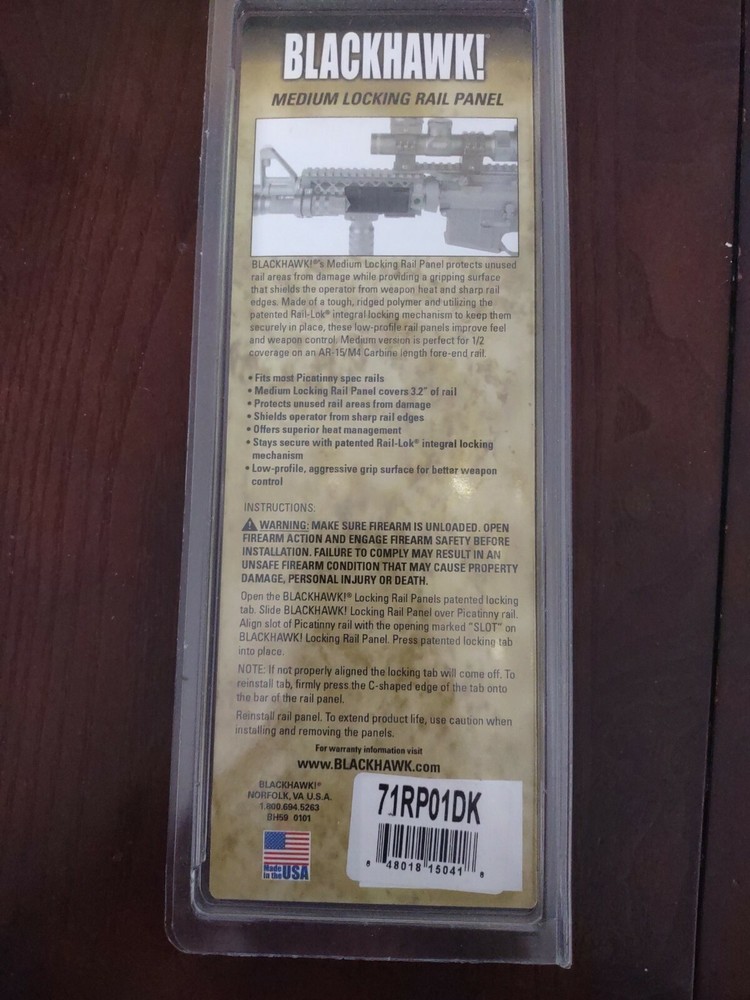 BLACKHAWK!
MEDIUM LOCKING RAIL PANEL
BLACKHAWK!®'s Medium Locking Rail Panel protects unused
rail areas from damage while providing a gripping surface
that shields the operator from weapon heat and sharp rail
edges. Made of a tough, ridged polymer and utilizing the
patented Rail-Lok® integral locking mechanism to keep them
securely in place, these low-profile rail panels improve feel
and weapon control. Medium version is perfect for 1/2
coverage on an AR-15/M4 Carbine length fore-end rail.
• Fits most Picatinny spec rails
• Medium Locking Rail Panel covers 3.2" of rail
• Protects unused rail areas from damage
• Shields operator from sharp rail edges
• Offers superior heat management
• Stays secure with patented Rail-Lok® integral locking
mechanism
• Low-profile, aggressive grip surface for better weapon
control
INSTRUCTIONS:
WARNING: MAKE SURE FIREARM IS UNLOADED. OPEN
FIREARM ACTION AND ENGAGE FIREARM SAFETY BEFORE
INSTALLATION. FAILURE TO COMPLY MAY RESULT IN AN
UNSAFE FIREARM CONDITION THAT MAY CAUSE PROPERTY
DAMAGE, PERSONAL INJURY OR DEATH.
Open the BLACKHAWK!® Locking Rail Panels patented locking
tab. Slide BLACKHAWK! Locking Rail Panel over Picatinny rail.
Align slot of Picatinny rail with the opening marked "SLOT" on
BLACKHAWK! Locking Rail Panel. Press patented locking tab
into place.
NOTE: If not properly aligned the locking tab will come off. To
reinstall tab, firmly press the C-shaped edge of the tab onto
the bar of the rail panel.
Reinstall rail panel. To extend product life, use caution when
installing and removing the panels.
For warranty information visit
www.BLACKHAWK.com
BLACKHAWK!®
NORFOLK, VA U.S.A.
1.800.694.5263
BH59 0101
Made
in the USA
71RP01DK
48018 15041